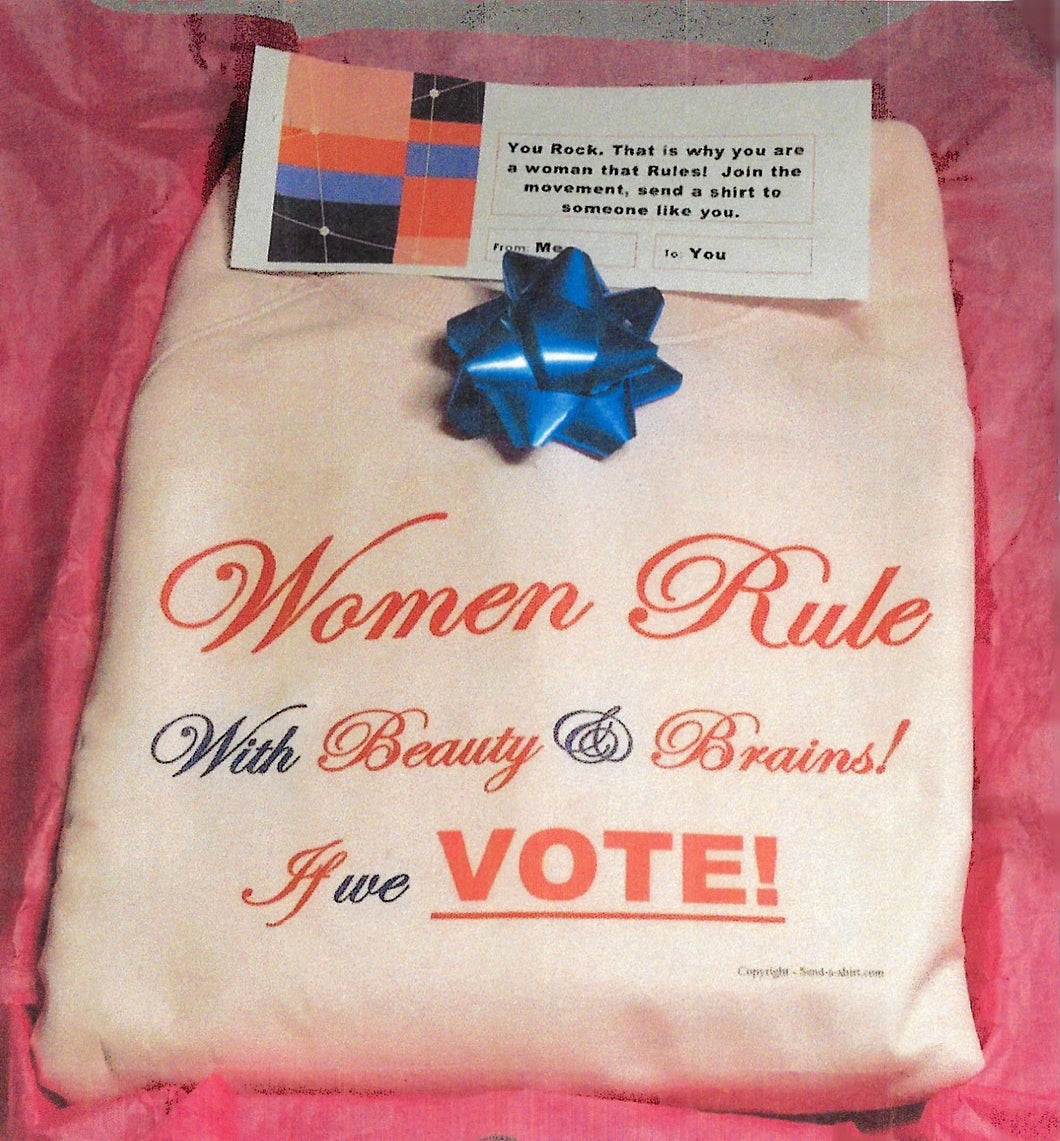 You Rock. That is why you are
a woman that Rules! Join the
movement, send a shirt to
someone like you.
From: Me
To You
Women Rule
With Beauty & Brains!
If we VOTE!
Copyright - Send-a-shirt.com